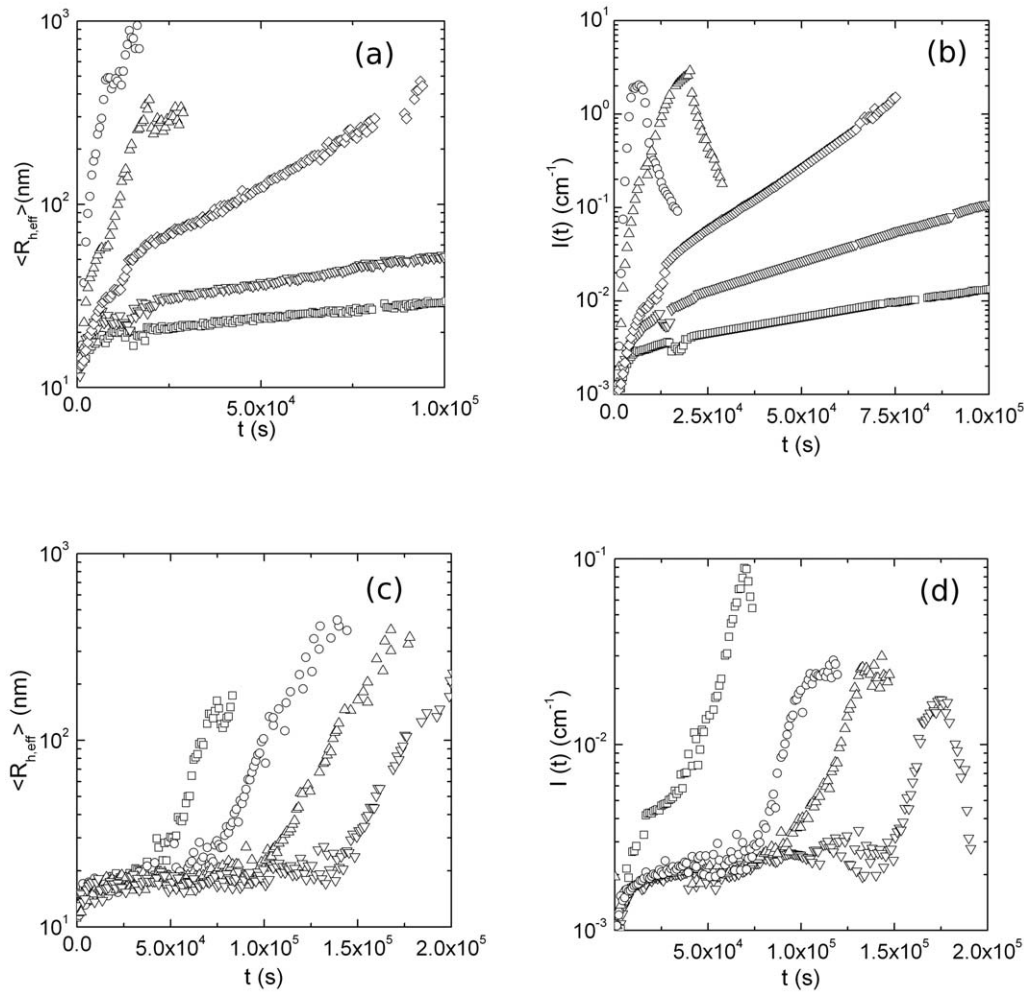 (a)
10³
10²
10¹
<R_h,eff> (nm)
0.0 5.0x10⁴ 1.0x10⁵
t (s)
(b)
10¹
10⁰
10⁻¹
10⁻²
10⁻³
I(t) (cm⁻¹)
0.0 2.5x10⁴ 5.0x10⁴ 7.5x10⁴ 1.0x10⁵
t (s)
(c)
10³
10²
10¹
<R_h,eff> (nm)
0.0 5.0x10⁴ 1.0x10⁵ 1.5x10⁵ 2.0x10⁵
t (s)
(d)
10⁻¹
10⁻²
10⁻³
I (t) (cm⁻¹)
5.0x10⁴ 1.0x10⁵ 1.5x10⁵ 2.0x10⁵
t (s)